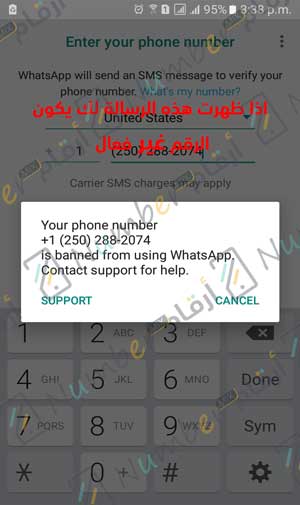 95% 3:38 p.m.
Enter your phone number
WhatsApp will send an SMS message to verify your
phone number. What's my number?
اذا ظهرت هذه الرسالة لك يكون
United States
الرقم غير فعال
+ 1 (250) 288-2074
Carrier SMS charges may apply
Your phone number
+1 (250) 288-2074
is banned from using WhatsApp.
Contact support for help.
SUPPORT CANCEL
1 2 ABC 3 DEF
4 GHI 5 JKL 6 MNO Done
7 PQRS 8 TUV 9 WXYZ Sym
* 0 + #
أرقام
Number